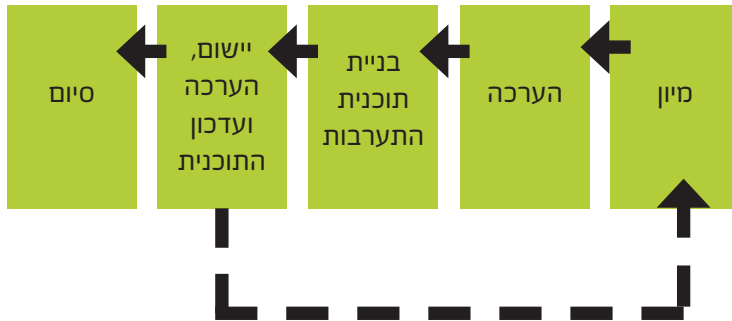 מיון
הערכה
בניית
תוכנית
התערבות
יישום,
הערכה
ועדכון
התוכנית
סיום